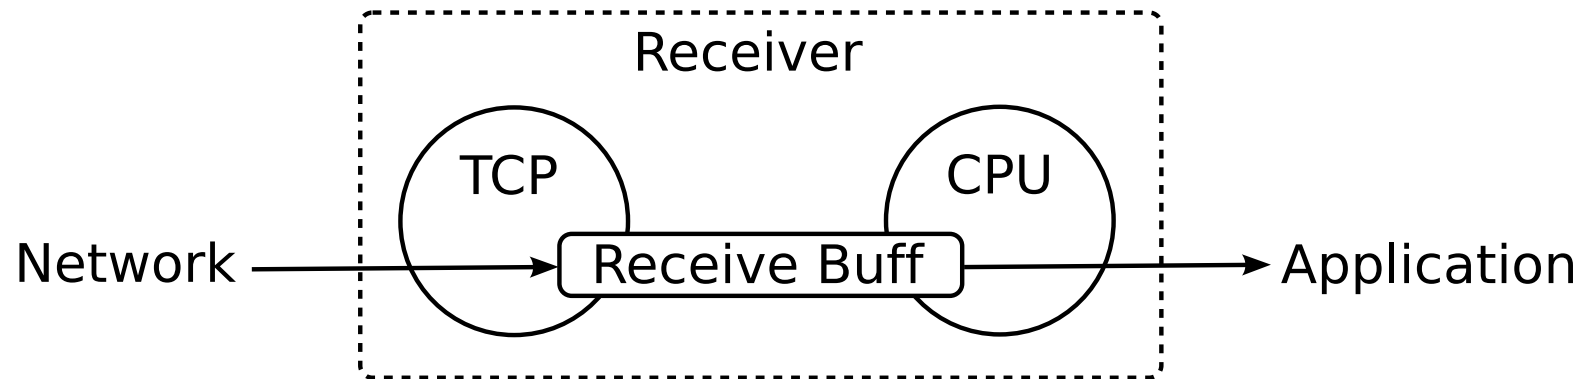 Receiver
TCP
CPU
Network
Receive Buff
Application